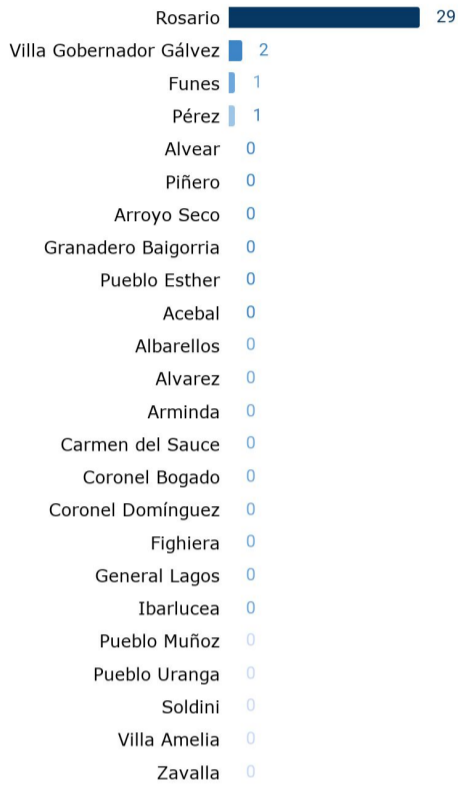 Rosario 29
Villa Gobernador Gálvez 2
Funes 1
Pérez 1
Alvear 0
Piñero 0
Arroyo Seco 0
Granadero Baigorria 0
Pueblo Esther 0
Acebal 0
Albarellos 0
Alvarez 0
Arminda 0
Carmen del Sauce 0
Coronel Bogado 0
Coronel Domínguez 0
Fighiera 0
General Lagos 0
Ibarlucea 0
Pueblo Muñoz 0
Pueblo Uranga 0
Soldini 0
Villa Amelia 0
Zavalla 0